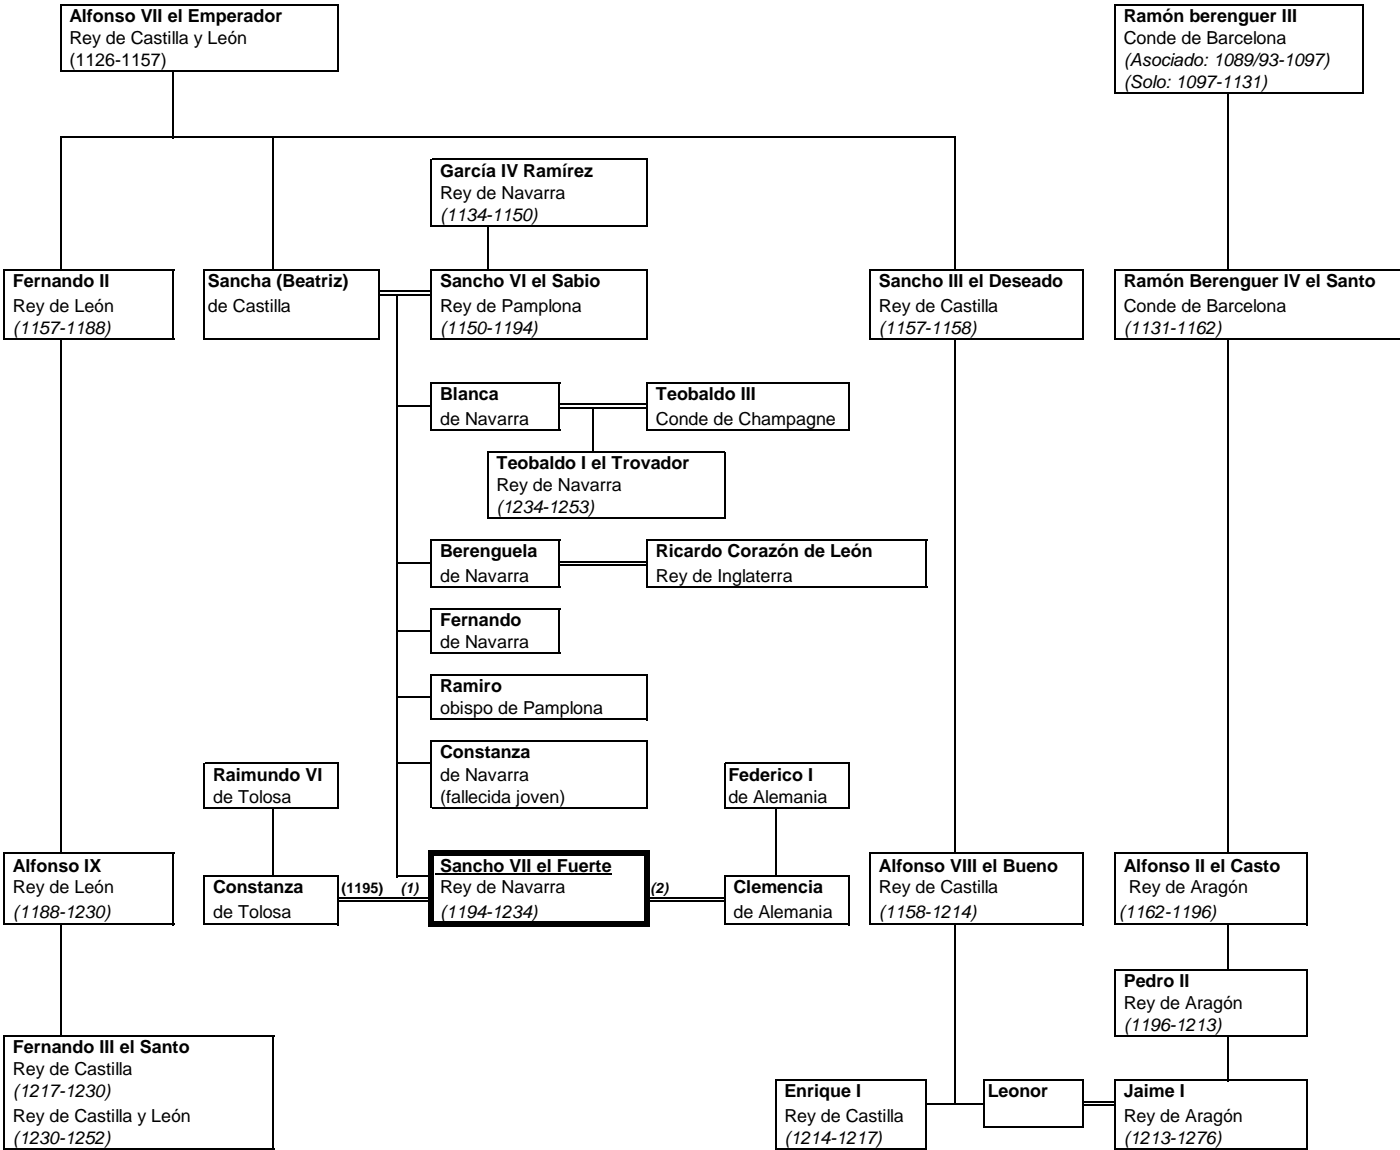 Alfonso VII el Emperador
Rey de Castilla y León
(1126-1157)
Ramón berenguer III
Conde de Barcelona
(Asociado: 1089/93-1097)
(Solo: 1097-1131)
García IV Ramírez
Rey de Navarra
(1134-1150)
Fernando II
Rey de León
(1157-1188)
Sancha (Beatriz)
de Castilla
Sancho VI el Sabio
Rey de Pamplona
(1150-1194)
Sancho III el Deseado
Rey de Castilla
(1157-1158)
Ramón Berenguer IV el Santo
Conde de Barcelona
(1131-1162)
Blanca
de Navarra
Teobaldo III
Conde de Champagne
Teobaldo I el Trovador
Rey de Navarra
(1234-1253)
Berenguela
de Navarra
Ricardo Corazón de León
Rey de Inglaterra
Fernando
de Navarra
Ramiro
obispo de Pamplona
Constanza
de Navarra
(fallecida joven)
Raimundo VI
de Tolosa
Federico I
de Alemania
Alfonso IX
Rey de León
(1188-1230)
Constanza
de Tolosa
(1195) (1)
Sancho VII el Fuerte
Rey de Navarra
(1194-1234)
(2)
Clemencia
de Alemania
Alfonso VIII el Bueno
Rey de Castilla
(1158-1214)
Alfonso II el Casto
Rey de Aragón
(1162-1196)
Pedro II
Rey de Aragón
(1196-1213)
Fernando III el Santo
Rey de Castilla
(1217-1230)
Rey de Castilla y León
(1230-1252)
Enrique I
Rey de Castilla
(1214-1217)
Leonor
Jaime I
Rey de Aragón
(1213-1276)